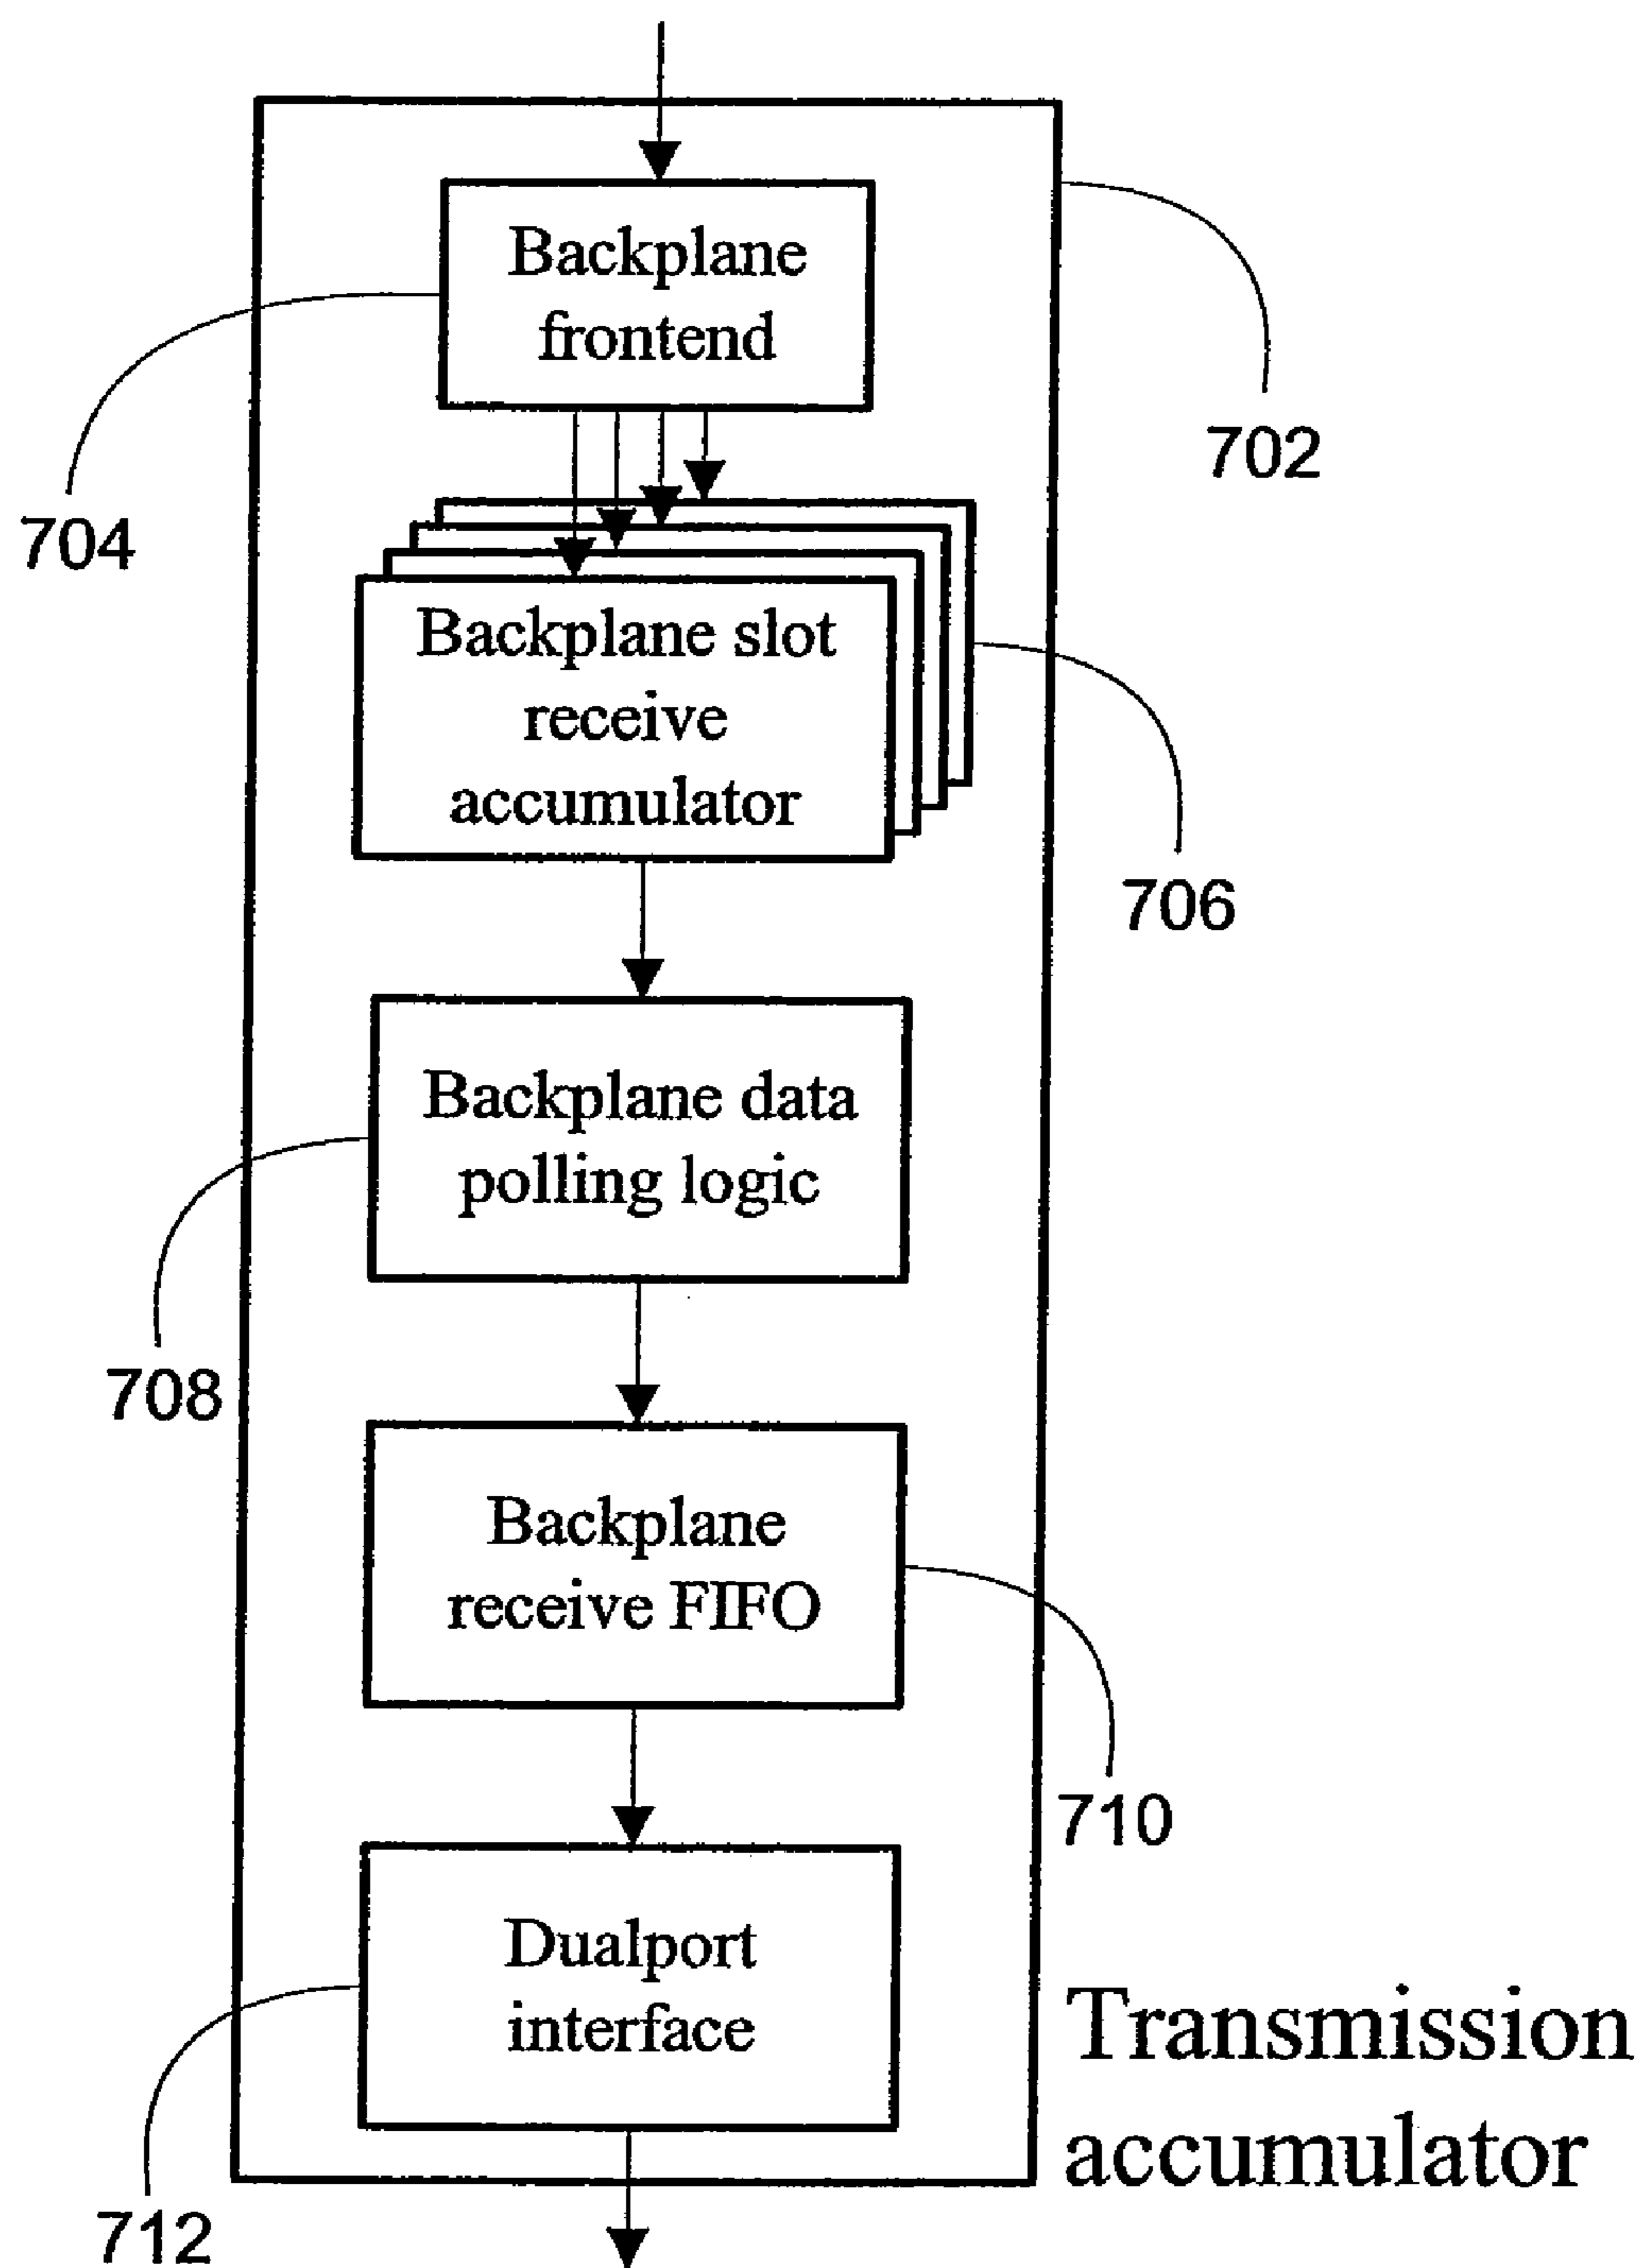 Backplane
frontend
702
704
Backplane slot
receive
accumulator
706
Backplane data
polling logic
708
Backplane
receive FIFO
710
Dualport
interface
Transmission
accumulator
712